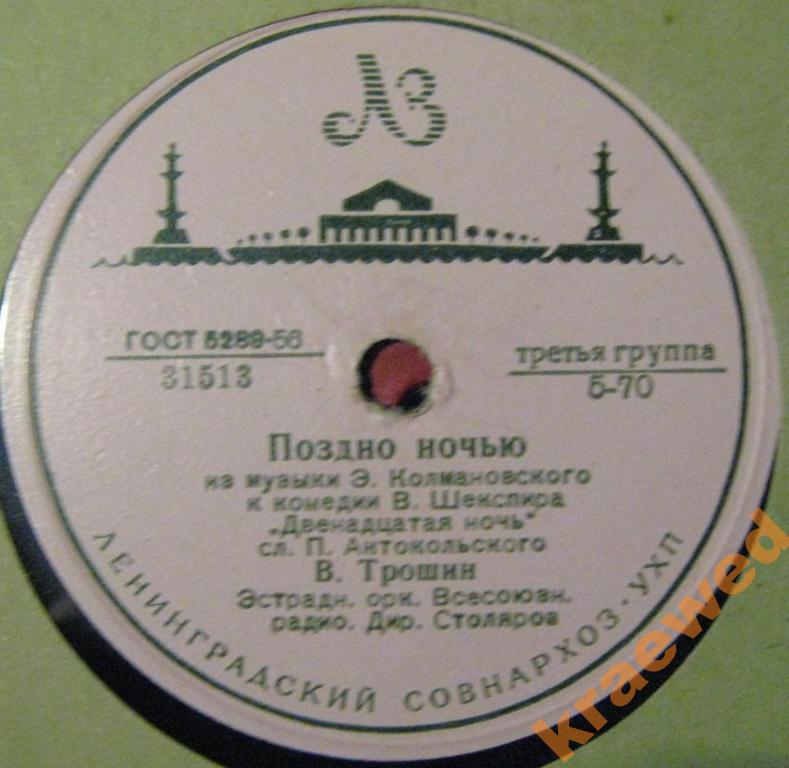 ЛЗ
ГОСТ 5289-56
31513
третья группа
5-70
Поздно ночью
из музыки Э. Колмановского
к комедии В. Шекспира
„Двенадцатая ночь"
сл. П. Антокольского
В. Трошин
Эстрадн. орк. Всесоюзн.
радио. Дир. Столяров
ЛЕНИНГРАДСКИЙ СОВНАРХОЗ · УХП
kraewed